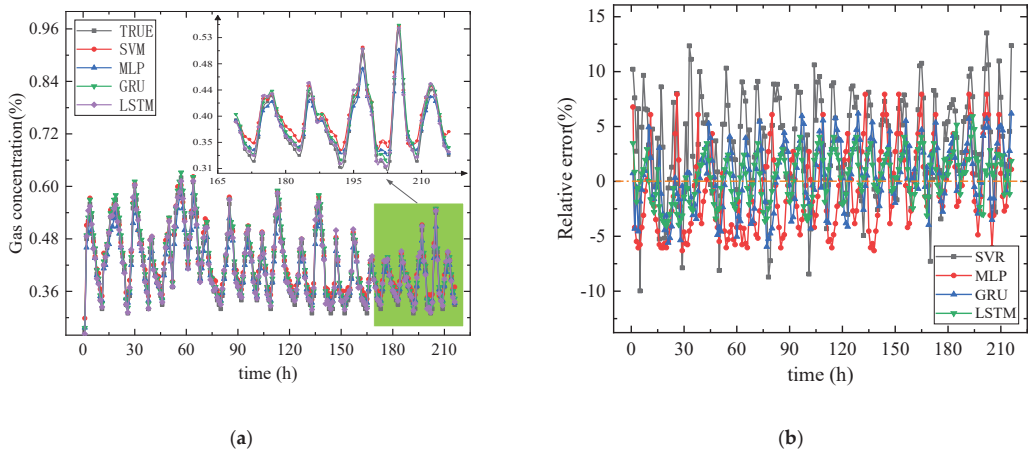 0.96
0.84
0.72
0.60
0.48
0.36
Gas concentration(%)
TRUE
SVM
MLP
GRU
LSTM
0.53
0.48
0.44
0.40
0.35
0.31
165 180 195 210
0 30 60 90 120 150 180 210
time (h)
(a)
15
10
5
0
-5
-10
Relative error(%)
SVR
MLP
GRU
LSTM
0 30 60 90 120 150 180 210
time (h)
(b)